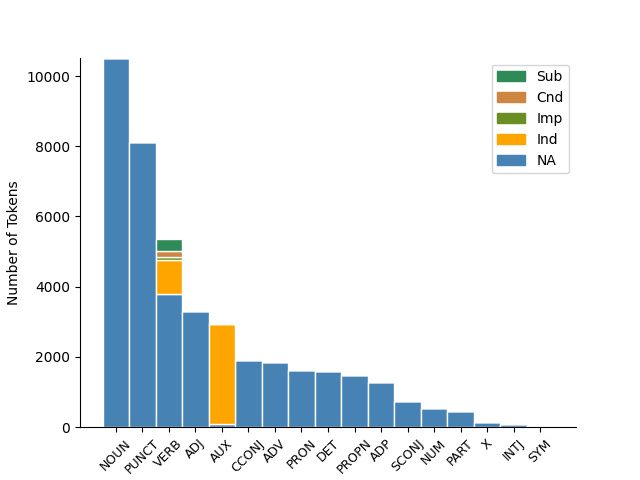 10000
8000
6000
4000
2000
0
Number of Tokens
Sub
Cnd
Imp
Ind
NA
NOUN
PUNCT
VERB
ADJ
AUX
CCONJ
ADV
PRON
DET
PROPN
ADP
SCONJ
NUM
PART
X
INTJ
SYM